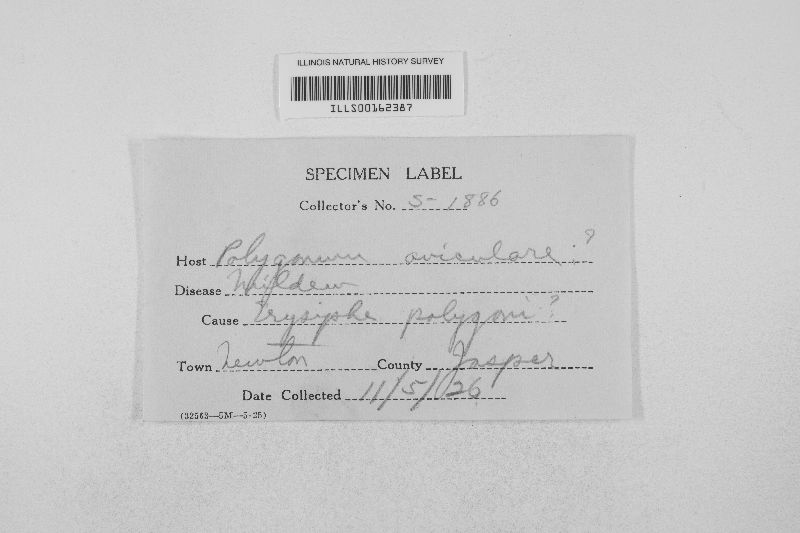 ILLINOIS NATURAL HISTORY SURVEY
ILLS00162387
SPECIMEN LABEL
Collector's No. S-1886
Host Polygonum aviculare ?
Disease Mildew
Cause Erysiphe polygoni ?
Town Newton County Jasper
Date Collected 11/5/26
(32563—5M—5-25)